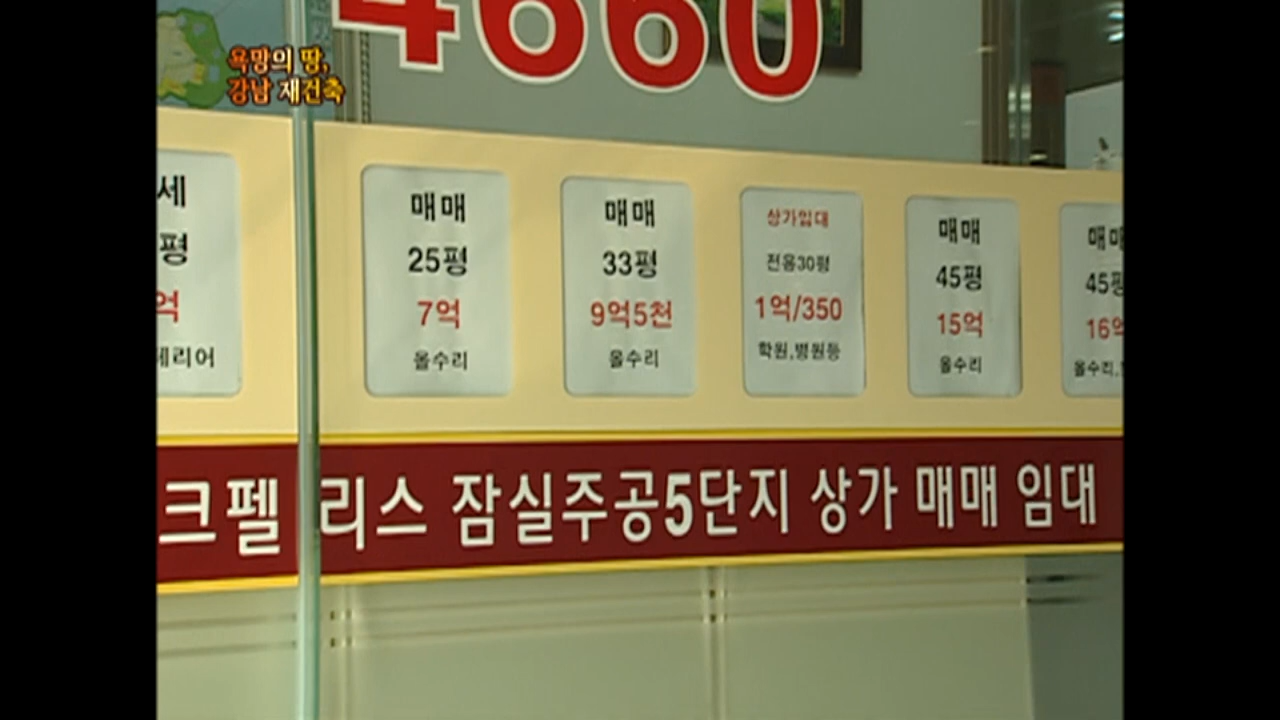 4660
욕망의 땅,
강남 재건축
세
평
억
테리어
매매
25평
7억
올수리
매매
33평
9억5천
올수리
상가임대
전용30평
1억/350
학원,병원등
매매
45평
15억
올수리
매매
45평
16억
올수리,
크펠리스 잠실주공5단지 상가 매매 임대